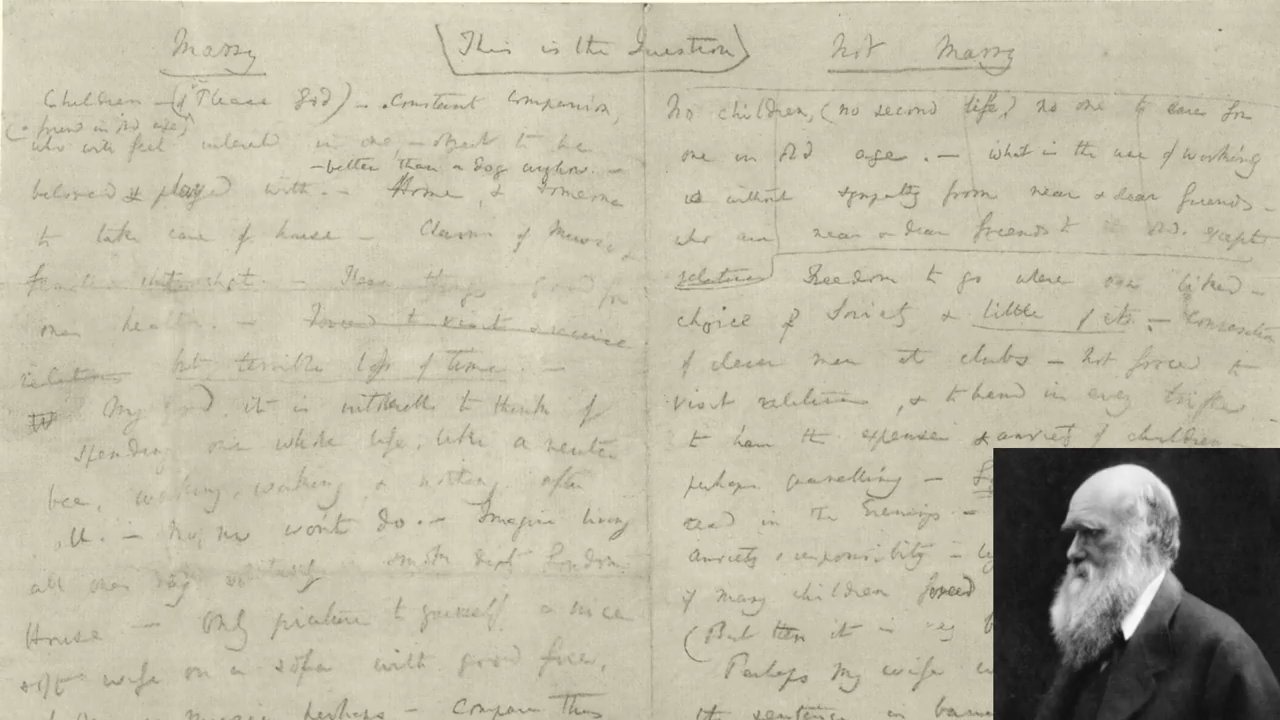 Marry
(This is the Question)
Not Marry
Children — (if it Please God) — Constant companion,
(& friend in old age)
who will feel interested in one, — object to be
— better than a dog anyhow. —
beloved & played with. — Home, & someone
to take care of house — Charms of music &
female chit-chat. — These things good for
one's health. — Forced to visit & receive
relations but terrible loss of time. —
My God, it is intolerable to think of
spending one's whole life, like a neuter
bee, working, working, & nothing after
all. — No, no won't do. — Imagine living
all one's day solitary smoky dirty London
House — Only picture to yourself a nice
soft wife on a sofa with good fire,
& music perhaps — Compare this
No children, (no second life) no one to care for
one in old age. — What is the use of working
without sympathy from near & dear friends —
who are near & dear friends to old, except
relatives Freedom to go where one liked —
choice of Society & little of it. — Conversation
of clever men at clubs — Not forced to
visit relatives, & to bend in every trifle —
to have the expense & anxiety of children —
perhaps quarelling —
read in the Evenings —
anxiety & responsibility —
if many children forced
(But then it is very
Perhaps my wife
the sentence is